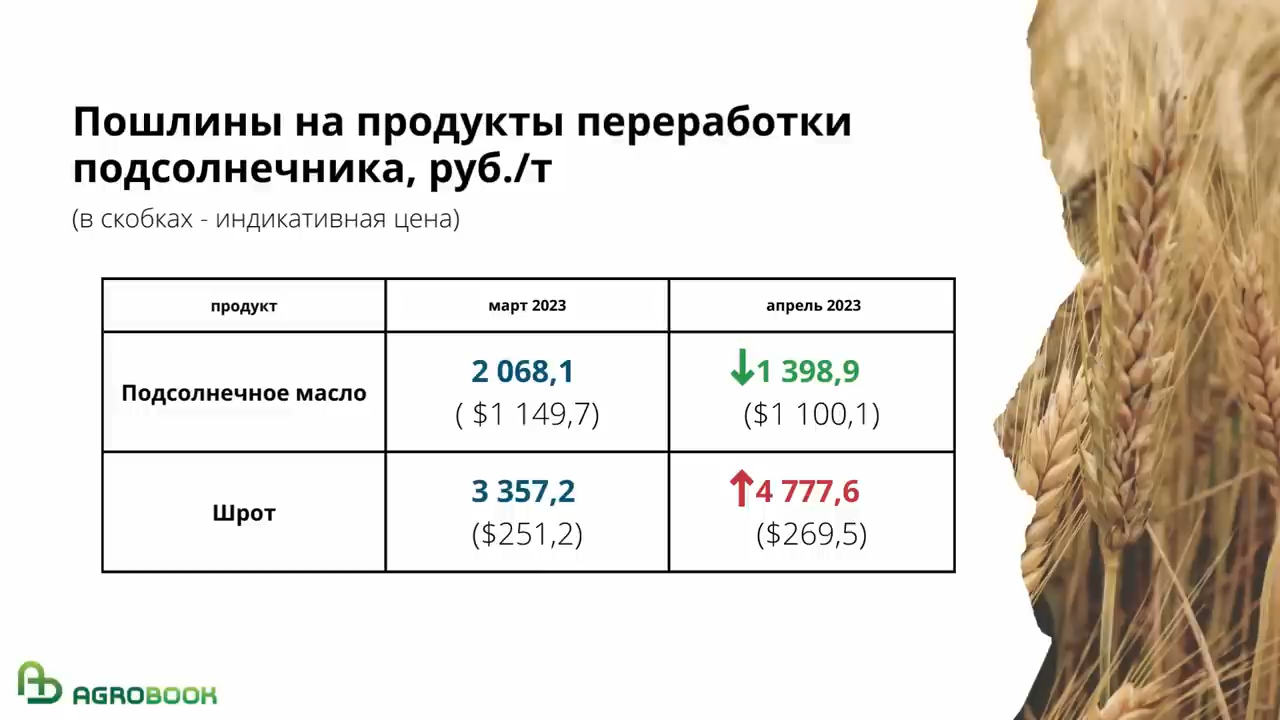 Пошлины на продукты переработки
подсолнечника, руб./т
(в скобках - индикативная цена)
продукт март 2023 апрель 2023
Подсолнечное масло 2 068,1 ↓1 398,9
( $1 149,7) ($1 100,1)
Шрот 3 357,2 ↑4 777,6
($251,2) ($269,5)
AGROBOOK